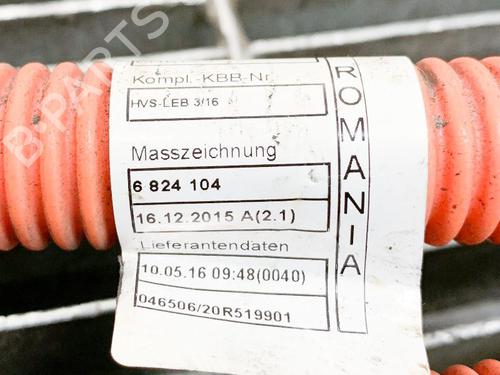 Kompl.-KBB-Nr.
HVS-LEB 3/16
Masszeichnung
6 824 104
16.12.2015 A(2.1)
Lieferantendaten
10.05.16 09:48(0040)
046506/20R519901
ROMANIA
B-PARTS